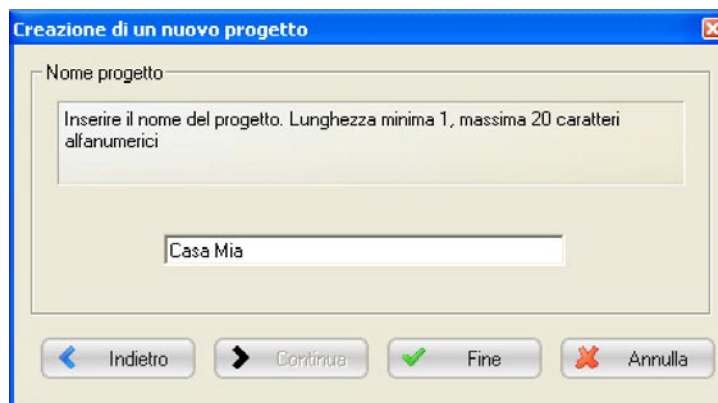 Creazione di un nuovo progetto
Nome progetto
Inserire il nome del progetto. Lunghezza minima 1, massima 20 caratteri
alfanumerici
Casa Mia
Indietro Continua Fine Annulla